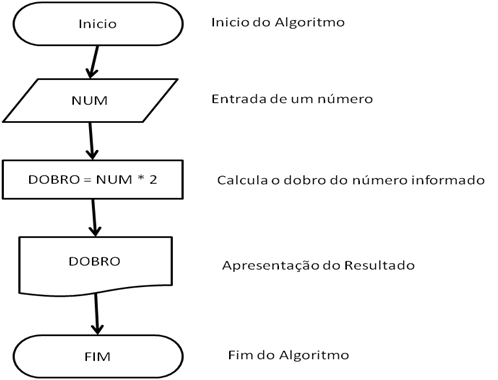 Inicio
Inicio do Algoritmo
NUM
Entrada de um número
DOBRO = NUM * 2
Calcula o dobro do número informado
DOBRO
Apresentação do Resultado
FIM
Fim do Algoritmo